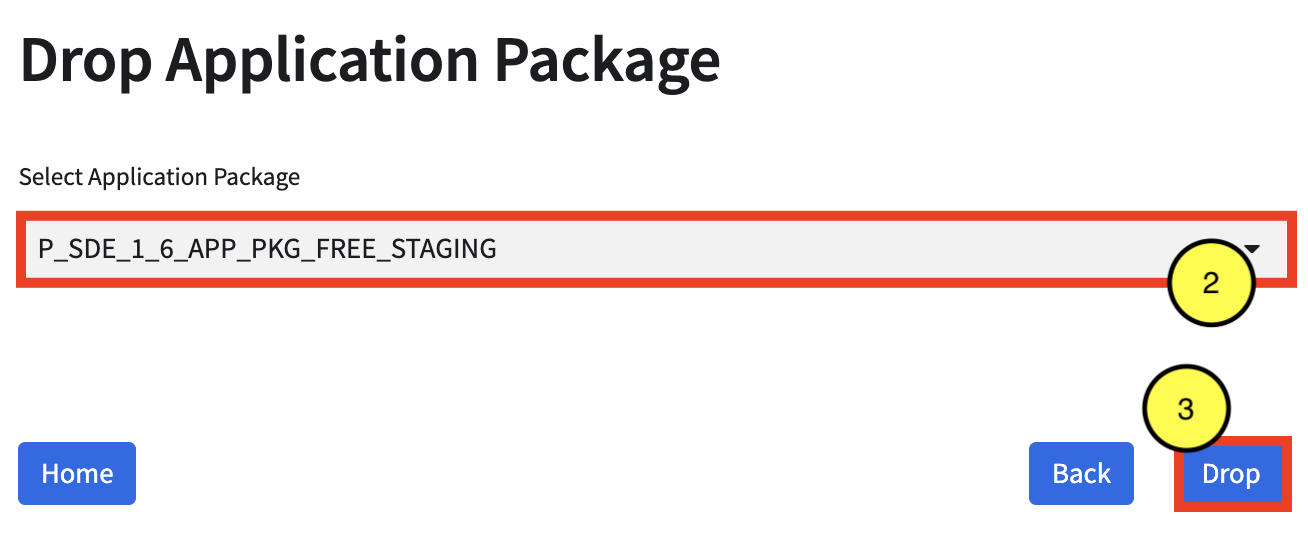 Drop Application Package
Select Application Package
P_SDE_1_6_APP_PKG_FREE_STAGING
2
3
Home
Back
Drop